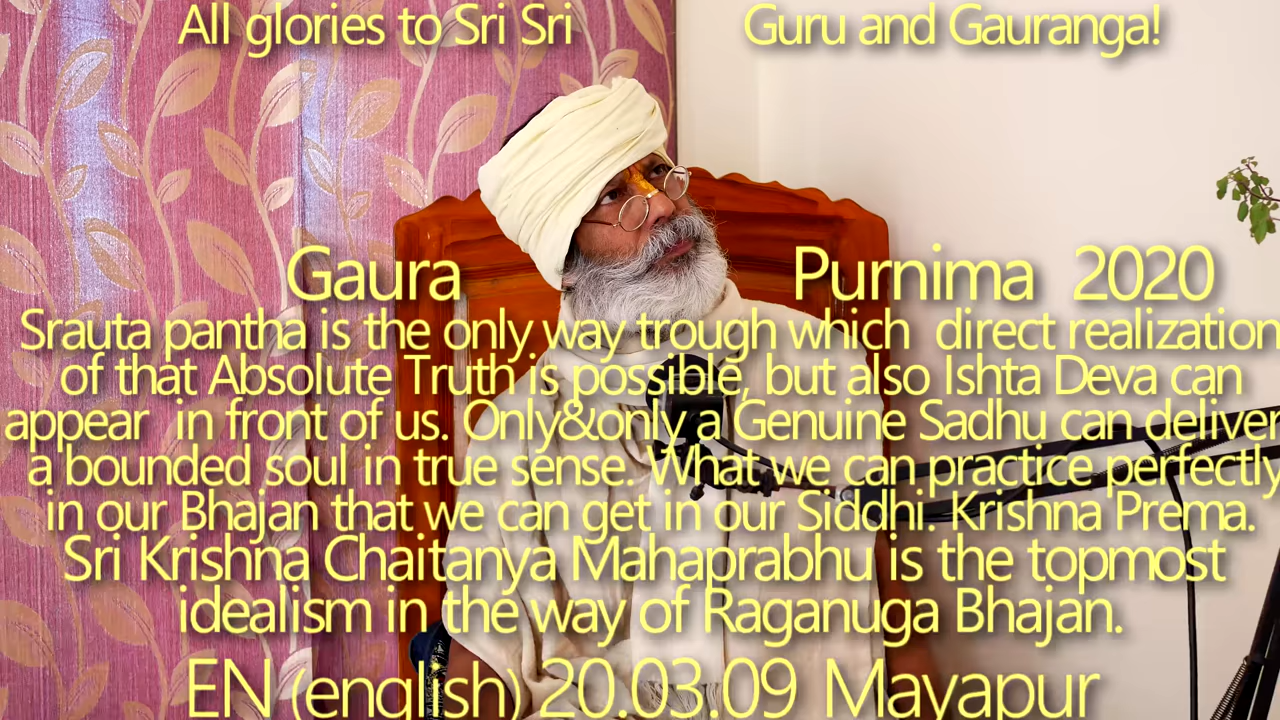 All glories to Sri Sri Guru and Gauranga!
Gaura Purnima 2020
Srauta pantha is the only way trough which direct realization
of that Absolute Truth is possible, but also Ishta Deva can
appear in front of us. Only&only a Genuine Sadhu can deliver
a bounded soul in true sense. What we can practice perfectly
in our Bhajan that we can get in our Siddhi. Krishna Prema.
Sri Krishna Chaitanya Mahaprabhu is the topmost
idealism in the way of Raganuga Bhajan.
EN (english) 20.03.09 Mayapur